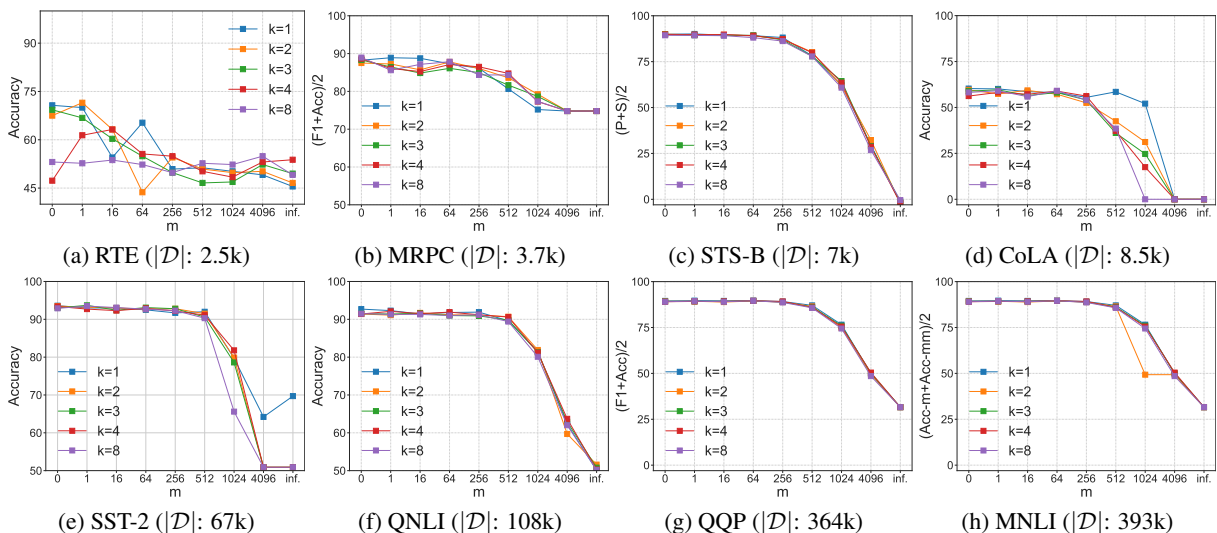 90
75
60
45
Accuracy
k=1
k=2
k=3
k=4
k=8
0 1 16 64 256 512 1024 4096 inf.
m
(a) RTE (|𝒟|: 2.5k)
100
90
80
70
60
50
(F1+Acc)/2
k=1
k=2
k=3
k=4
k=8
0 1 16 64 256 512 1024 4096 inf.
m
(b) MRPC (|𝒟|: 3.7k)
100
75
50
25
0
(P+S)/2
k=1
k=2
k=3
k=4
k=8
0 1 16 64 256 512 1024 4096 inf.
m
(c) STS-B (|𝒟|: 7k)
100
75
50
25
0
Accuracy
k=1
k=2
k=3
k=4
k=8
0 1 16 64 256 512 1024 4096 inf.
m
(d) CoLA (|𝒟|: 8.5k)
100
90
80
70
60
50
Accuracy
k=1
k=2
k=3
k=4
k=8
0 1 16 64 256 512 1024 4096 inf.
m
(e) SST-2 (|𝒟|: 67k)
100
90
80
70
60
50
Accuracy
k=1
k=2
k=3
k=4
k=8
0 1 16 64 256 512 1024 4096 inf.
m
(f) QNLI (|𝒟|: 108k)
100
75
50
25
0
(F1+Acc)/2
k=1
k=2
k=3
k=4
k=8
0 1 16 64 256 512 1024 4096 inf.
m
(g) QQP (|𝒟|: 364k)
100
75
50
25
0
(Acc-m+Acc-mm)/2
k=1
k=2
k=3
k=4
k=8
0 1 16 64 256 512 1024 4096 inf.
m
(h) MNLI (|𝒟|: 393k)